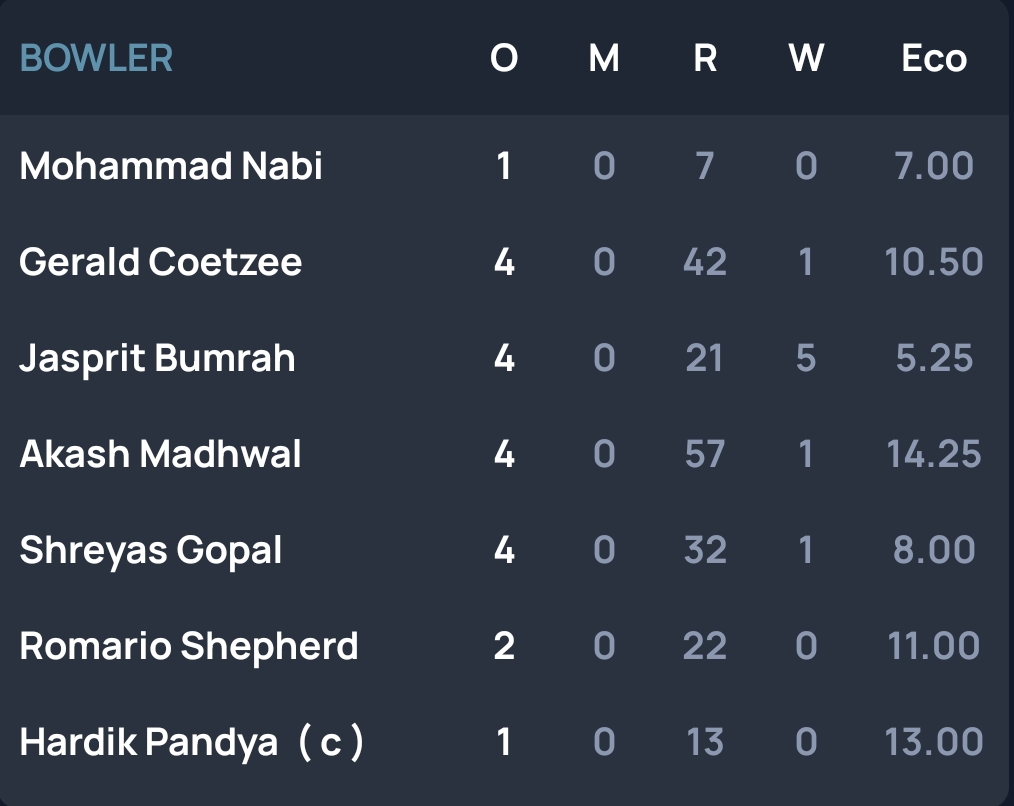 BOWLER O M R W Eco
Mohammad Nabi 1 0 7 0 7.00
Gerald Coetzee 4 0 42 1 10.50
Jasprit Bumrah 4 0 21 5 5.25
Akash Madhwal 4 0 57 1 14.25
Shreyas Gopal 4 0 32 1 8.00
Romario Shepherd 2 0 22 0 11.00
Hardik Pandya ( c ) 1 0 13 0 13.00